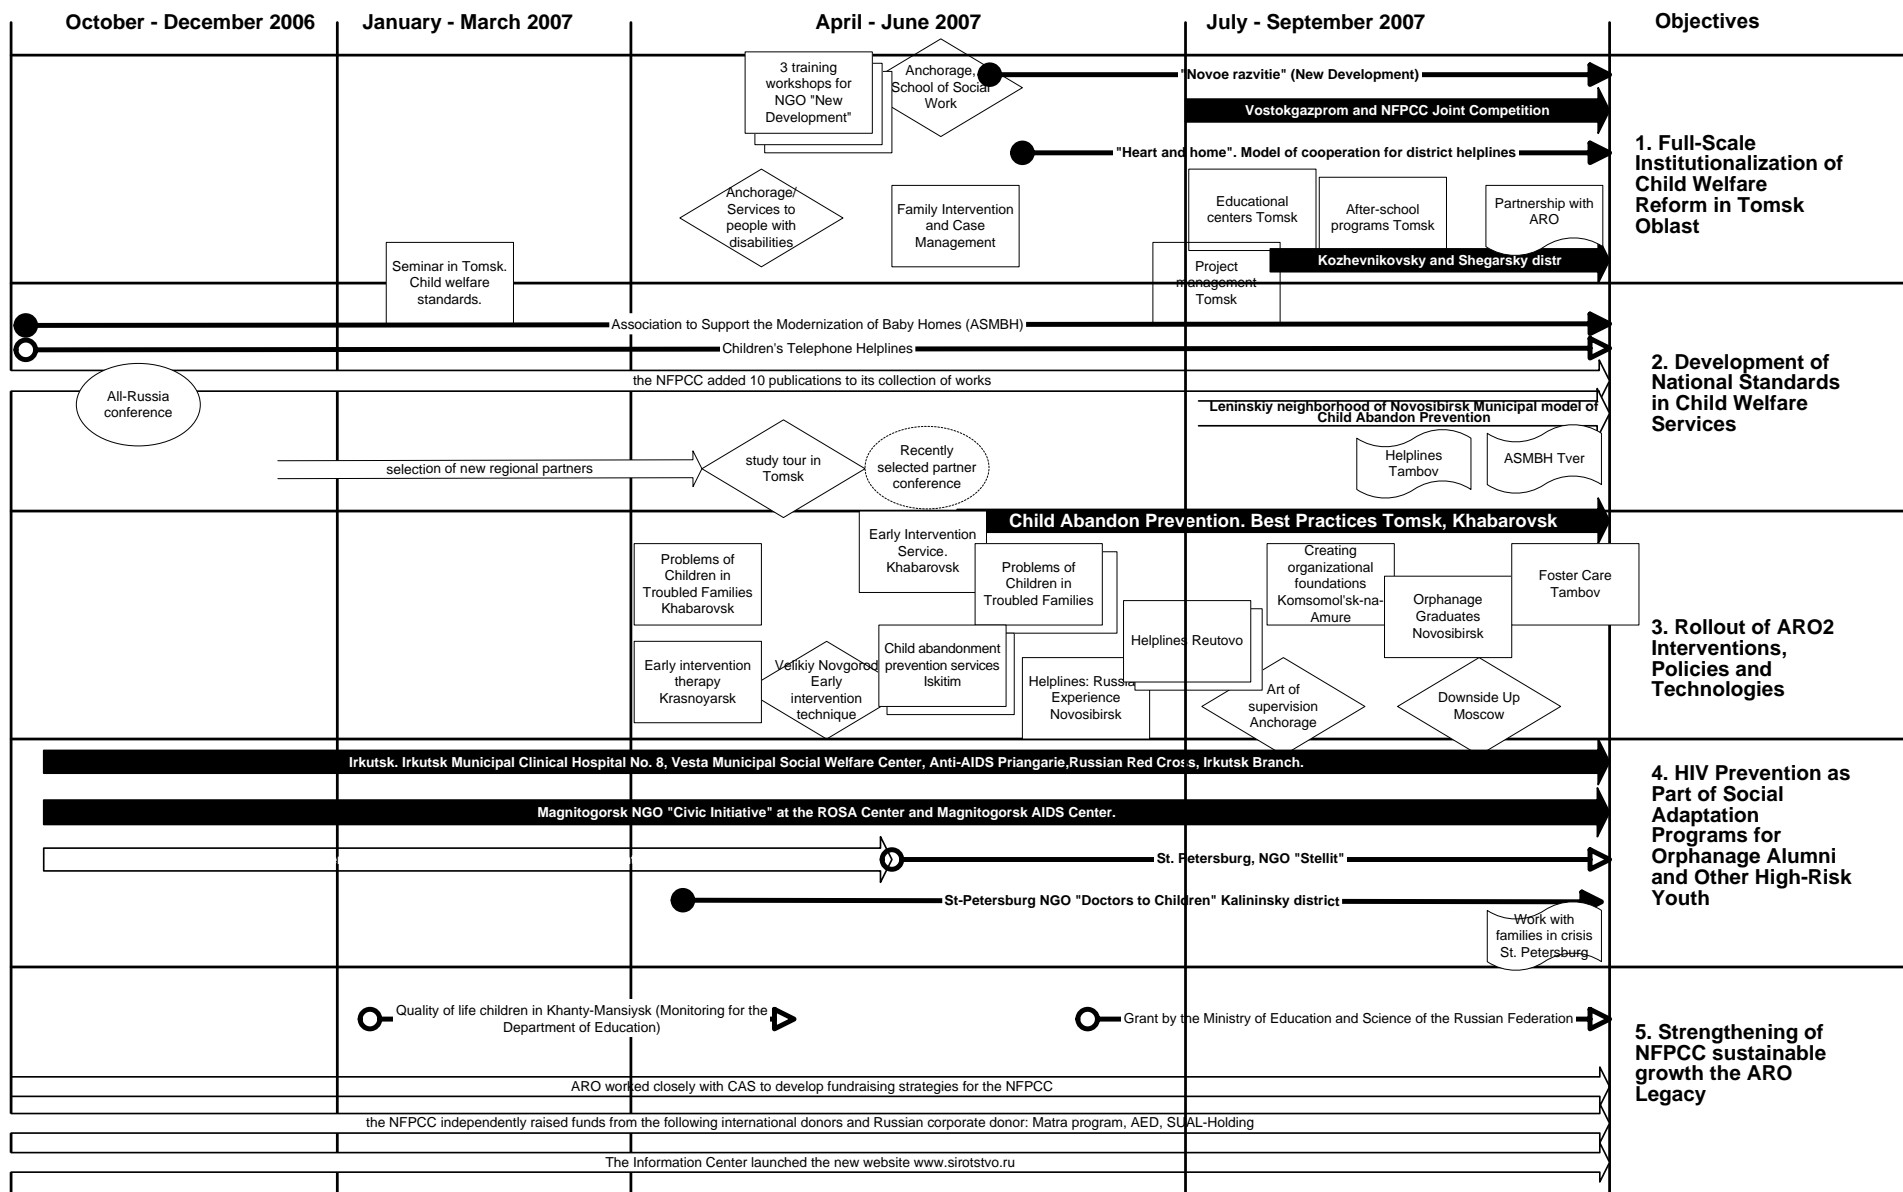 October - December 2006
January - March 2007
April - June 2007
July - September 2007
Objectives
3 training
workshops for
NGO "New
Development"
Anchorage,
School of Social
Work
"Novoe razvitie" (New Development)
Vostokgazprom and NFPCC Joint Competition
"Heart and home". Model of cooperation for district helplines
Anchorage/
Services to
people with
disabilities
Family Intervention
and Case
Management
Educational
centers Tomsk
After-school
programs Tomsk
Partnership with
ARO
Seminar in Tomsk.
Child welfare
standards.
Project
management
Tomsk
Kozhevnikovsky and Shegarsky distr
1. Full-Scale
Institutionalization of
Child Welfare
Reform in Tomsk
Oblast
Association to Support the Modernization of Baby Homes (ASMBH)
Children's Telephone Helplines
the NFPCC added 10 publications to its collection of works
All-Russia
conference
Leninskiy neighborhood of Novosibirsk Municipal model of
Child Abandon Prevention
selection of new regional partners
study tour in
Tomsk
Recently
selected partner
conference
Helplines
Tambov
ASMBH Tver
2. Development of
National Standards
in Child Welfare
Services
Child Abandon Prevention. Best Practices Tomsk, Khabarovsk
Early Intervention
Service.
Khabarovsk
Problems of
Children in
Troubled Families
Khabarovsk
Problems of
Children in
Troubled Families
Creating
organizational
foundations
Komsomol'sk-na-
Amure
Orphanage
Graduates
Novosibirsk
Foster Care
Tambov
Early intervention
therapy
Krasnoyarsk
Velikiy Novgorod
Early
intervention
technique
Child abandonment
prevention services
Iskitim
Helplines: Russia
Experience
Novosibirsk
Helplines Reutovo
Art of
supervision
Anchorage
Downside Up
Moscow
3. Rollout of ARO2
Interventions,
Policies and
Technologies
Irkutsk. Irkutsk Municipal Clinical Hospital No. 8, Vesta Municipal Social Welfare Center, Anti-AIDS Priangarie,Russian Red Cross, Irkutsk Branch.
Magnitogorsk NGO "Civic Initiative" at the ROSA Center and Magnitogorsk AIDS Center.
St. Petersburg, NGO "Stellit"
St-Petersburg NGO "Doctors to Children" Kalininsky district
Work with
families in crisis
St. Petersburg
4. HIV Prevention as
Part of Social
Adaptation
Programs for
Orphanage Alumni
and Other High-Risk
Youth
Quality of life children in Khanty-Mansiysk (Monitoring for the
Department of Education)
Grant by the Ministry of Education and Science of the Russian Federation
ARO worked closely with CAS to develop fundraising strategies for the NFPCC
the NFPCC independently raised funds from the following international donors and Russian corporate donor: Matra program, AED, SUAL-Holding
The Information Center launched the new website www.sirotstvo.ru
5. Strengthening of
NFPCC sustainable
growth the ARO
Legacy